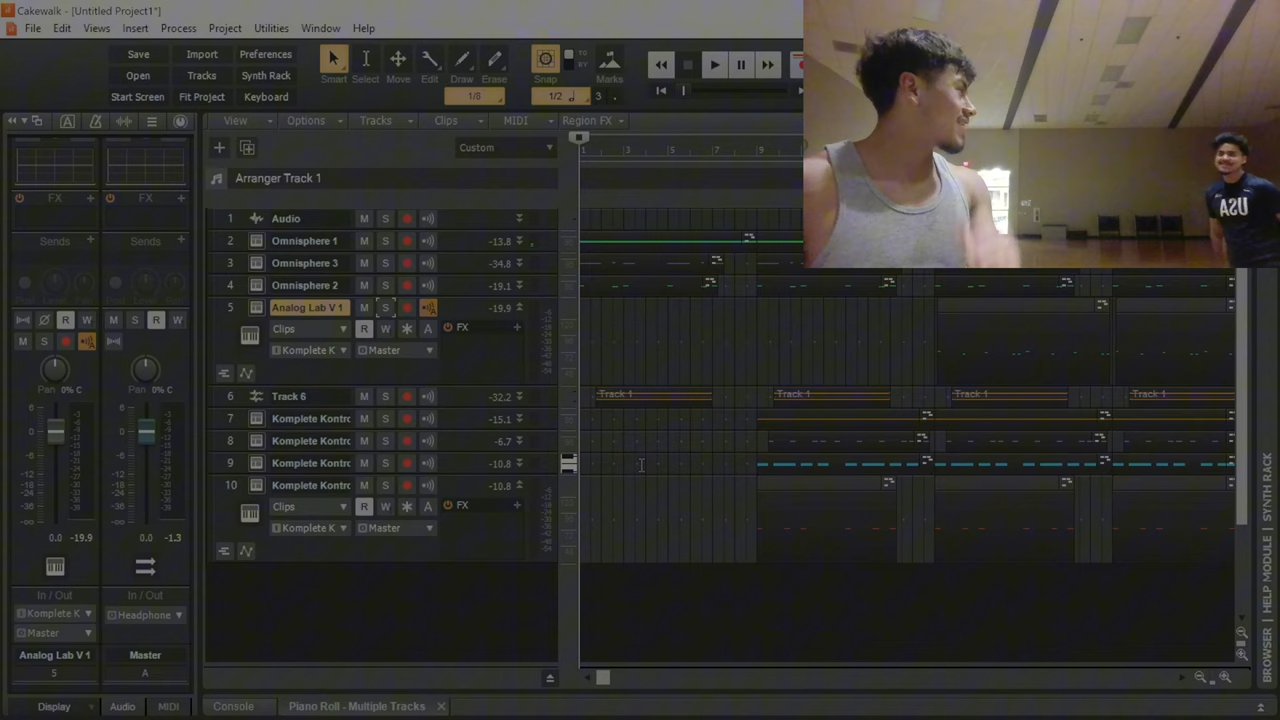 Cakewalk - [Untitled Project1*]
File Edit Views Insert Process Project Utilities Window Help
Save Import Preferences
Open Tracks Synth Rack
Start Screen Fit Project Keyboard
Smart Select Move Edit Draw Erase Snap TO BY Marks
1/8 1/2 3
View Options Tracks Clips MIDI Region FX
Custom
1 3 5 7 9
Arranger Track 1
FX FX
Sends Sends
1 Audio M S
2 Omnisphere 1 M S -13.8
3 Omnisphere 3 M S -34.8
4 Omnisphere 2 M S -19.1
5 Analog Lab V 1 M S -19.9
Clips R W A FX
Komplete K Master
6 Track 6 M S -32.2
Track 1 Track 1 Track 1 Track 1
7 Komplete Kontrc M S -15.1
8 Komplete Kontrc M S -6.7
9 Komplete Kontrc M S -10.8
10 Komplete Kontrc M S -10.8
Clips R W A FX
Komplete K Master
R W M S R W
M S
Pan 0% C Pan 0% C
0.0 -19.9 0.0 -1.3
In / Out In / Out
Komplete K Headphone
Master
Analog Lab V 1 Master
5 A
Display Audio MIDI Console Piano Roll - Multiple Tracks
BROWSER | HELP MODULE | SYNTH RACK
USA